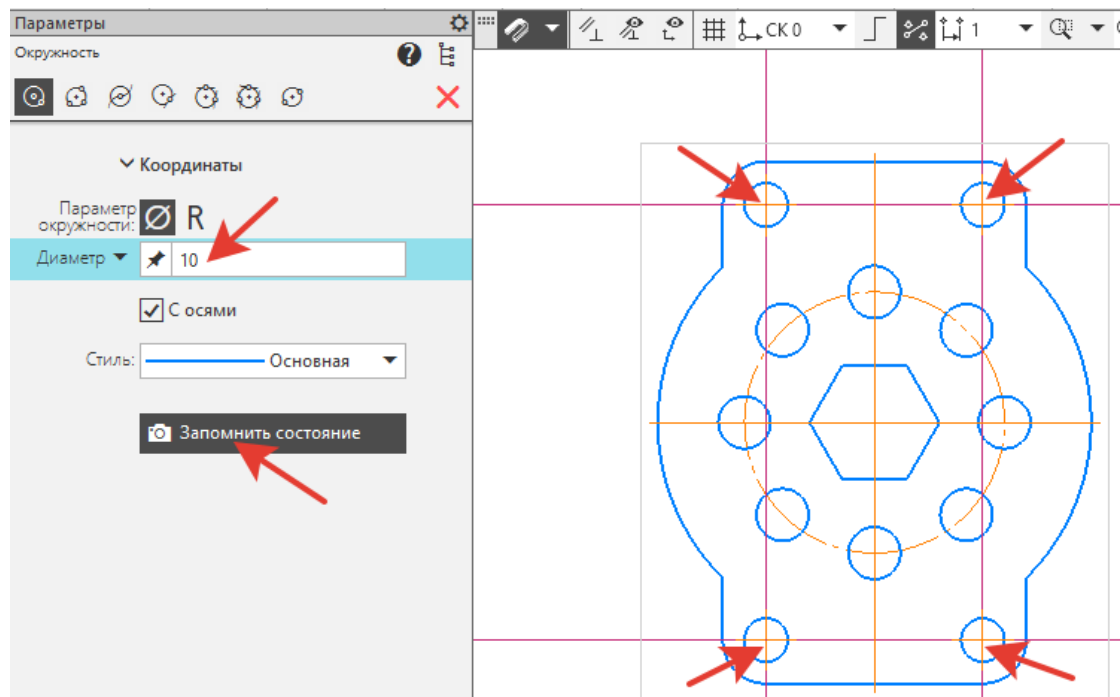 Параметры
СК 0
1
Окружность
Координаты
Параметр
окружности:
R
Диаметр
10
С осями
Стиль:
Основная
Запомнить состояние